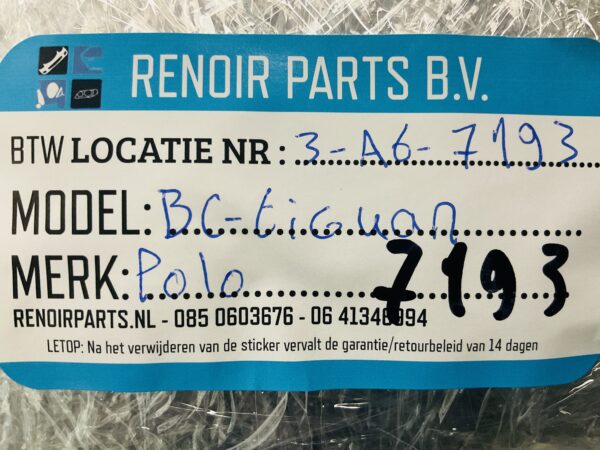 RENOIR PARTS B.V.
BTW LOCATIE NR: 3-A6-7193
MODEL: BC-tiguan
MERK: Polo 7193
RENOIRPARTS.NL - 085 0603676 - 06 41346994
LETOP: Na het verwijderen van de sticker vervalt de garantie/retourbeleid van 14 dagen